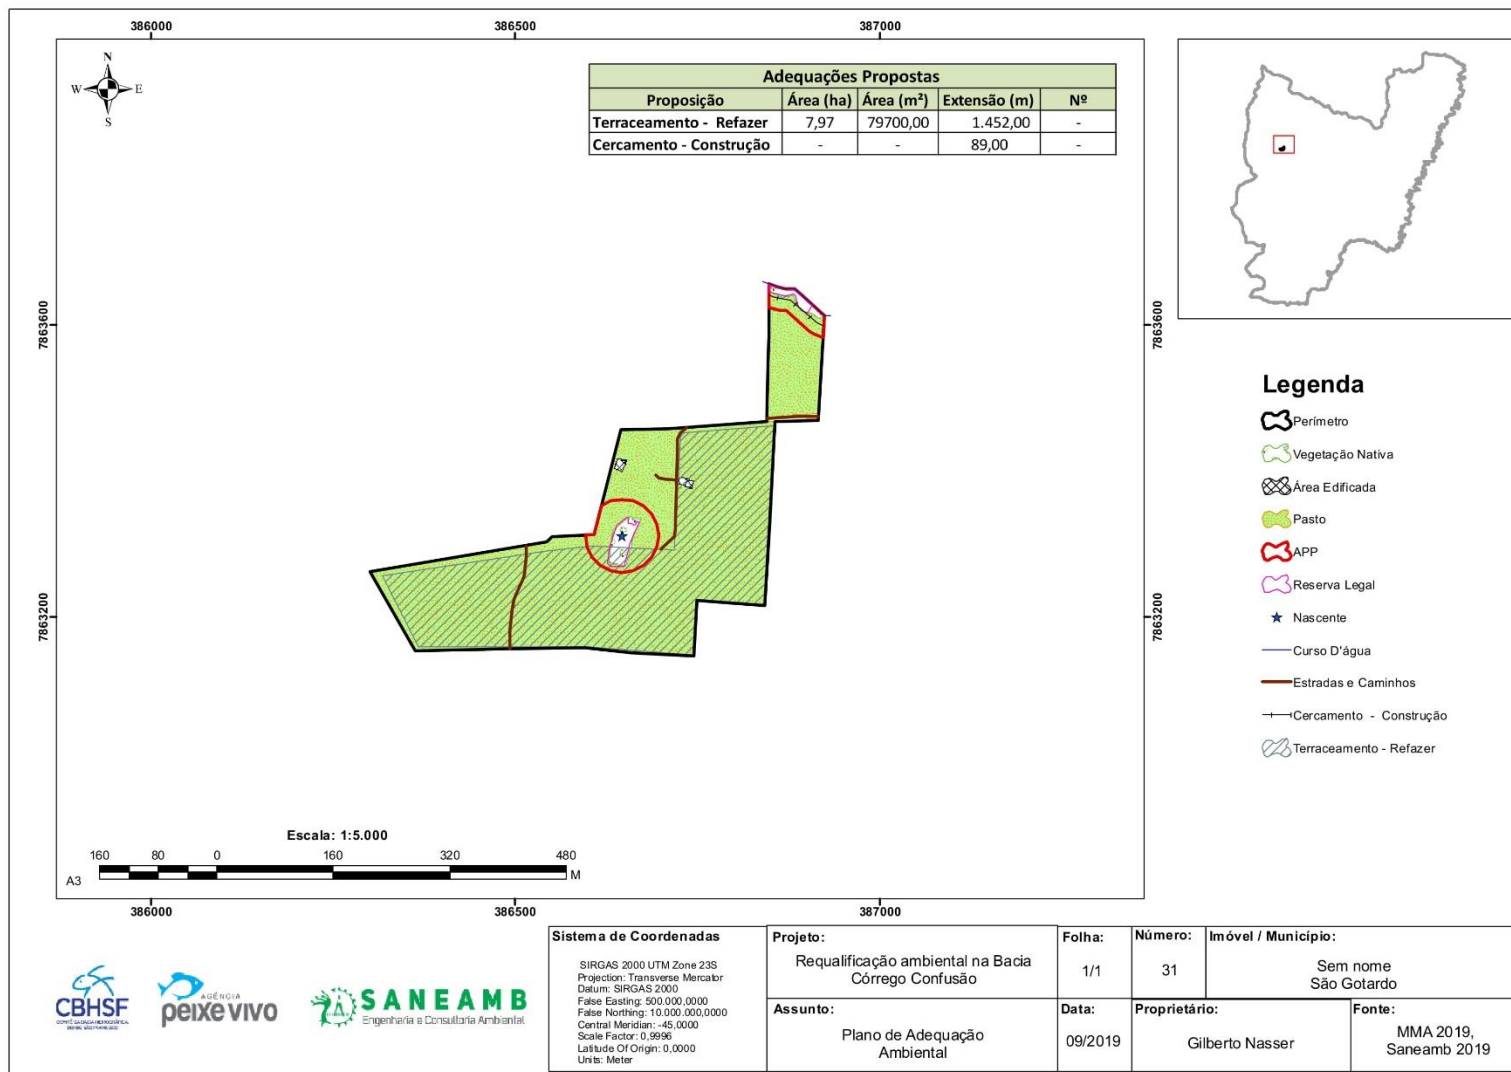 386000 386500 387000
N
W E
S
Adequações Propostas
Proposição Área (ha) Área (m²) Extensão (m) Nº
Terraceamento - Refazer 7,97 79700,00 1.452,00 -
Cercamento - Construção - - 89,00 -
7863600 7863600
7863200 7863200
Legenda
Perímetro
Vegetação Nativa
Área Edificada
Pasto
APP
Reserva Legal
Nascente
Curso D'água
Estradas e Caminhos
Cercamento - Construção
Terraceamento - Refazer
Escala: 1:5.000
160 80 0 160 320 480
M
A3
386000 386500 387000
CBHSF
AGÊNCIA
peixe vivo
SANEAMB
Engenharia e Consultoria Ambiental
Sistema de Coordenadas
SIRGAS 2000 UTM Zone 23S
Projection: Transverse Mercator
Datum: SIRGAS 2000
False Easting: 500.000,0000
False Northing: 10.000.000,0000
Central Meridian: -45,0000
Scale Factor: 0,9996
Latitude Of Origin: 0,0000
Units: Meter
Projeto:
Requalificação ambiental na Bacia
Córrego Confusão
Folha:
1/1
Número:
31
Imóvel / Município:
Sem nome
São Gotardo
Assunto:
Plano de Adequação
Ambiental
Data:
09/2019
Proprietário:
Gilberto Nasser
Fonte:
MMA 2019,
Saneamb 2019